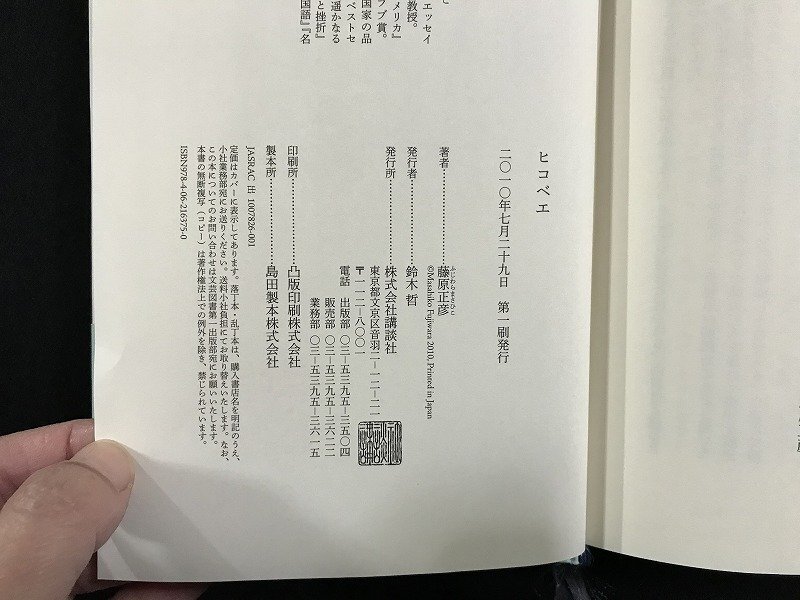 エッセイ
教授。
メリカ』
ラブ賞。
国家の品
ベストセ
遥かなる
と挫折』
国語』『名
ヒコベエ
二〇一〇年七月二十九日　第一刷発行
著者……………藤原正彦
ふじわらまさひこ
©Masahiko Fujiwara 2010, Printed in Japan
発行者……………鈴木 哲
発行所……………株式会社講談社
東京都文京区音羽二―一二―二一
〒一一二―八〇〇一
電話　出版部　〇三―五三九五―三五〇四
販売部　〇三―五三九五―三六二二
業務部　〇三―五三九五―三六一五
印刷所……………凸版印刷株式会社
製本所……………島田製本株式会社
JASRAC 出 1007826-001
定価はカバーに表示してあります。落丁本、乱丁本は、購入書店名を明記のうえ、
小社業務部宛にお送りください。送料小社負担にてお取り替えいたします。なお、
この本についてのお問い合わせは文芸図書第一出版部宛にお願いいたします。
本書の無断複写（コピー）は著作権法上での例外を除き、禁じられています。
ISBN978-4-06-216375-0